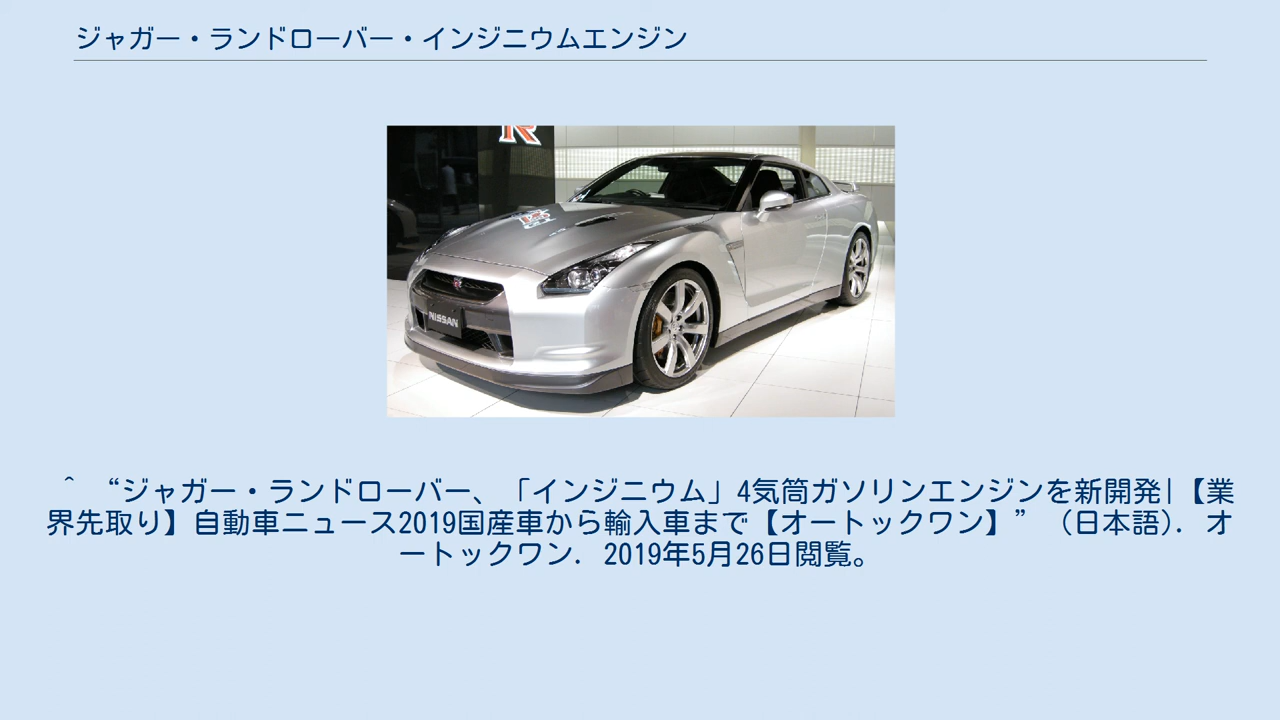 ジャガー・ランドローバー・インジニウムエンジン
R
NISSAN
^ “ジャガー・ランドローバー、「インジニウム」4気筒ガソリンエンジンを新開発|【業
界先取り】自動車ニュース2019国産車から輸入車まで【オートックワン】” (日本語). オ
ートックワン. 2019年5月26日閲覧。